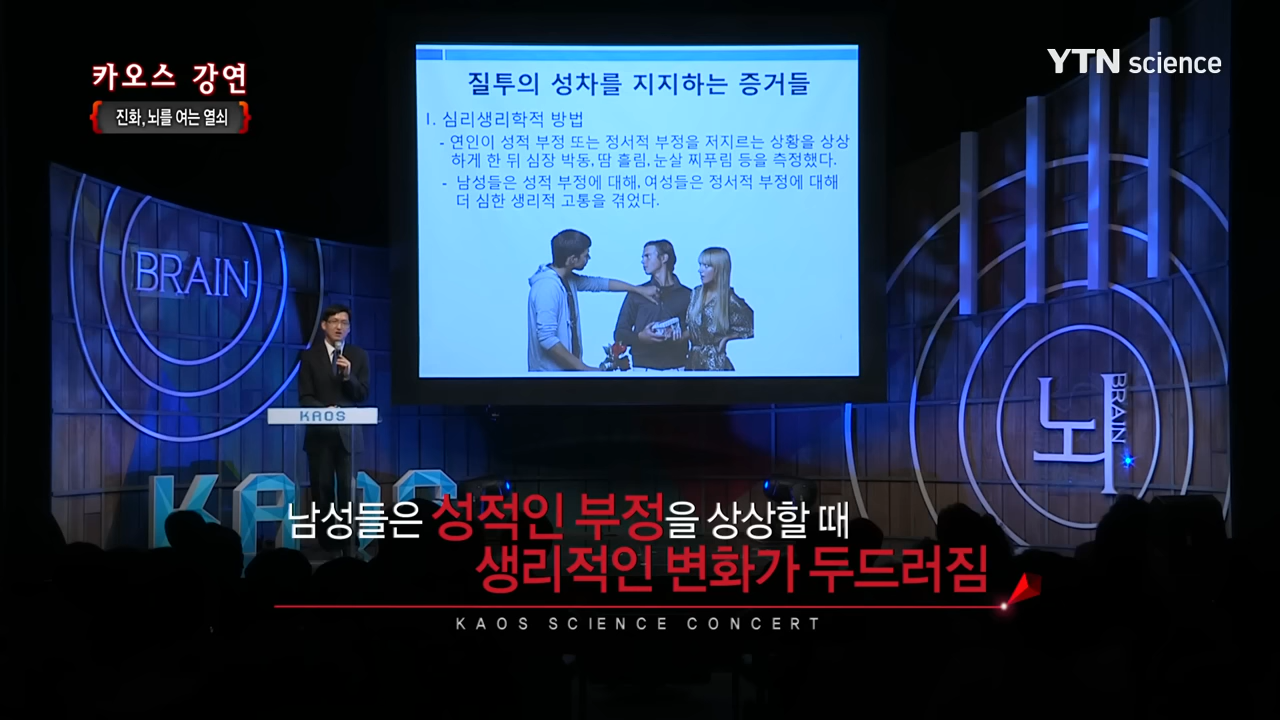 카오스 강연
진화, 뇌를 여는 열쇠
YTN science
질투의 성차를 지지하는 증거들
I. 심리생리학적 방법
- 연인이 성적 부정 또는 정서적 부정을 저지르는 상황을 상상
하게 한 뒤 심장 박동, 땀 흘림, 눈살 찌푸림 등을 측정했다.
- 남성들은 성적 부정에 대해, 여성들은 정서적 부정에 대해
더 심한 생리적 고통을 겪었다.
BRAIN
KAOS
뇌
BRAIN
KAOS
남성들은 성적인 부정을 상상할 때
생리적인 변화가 두드러짐
KAOS SCIENCE CONCERT